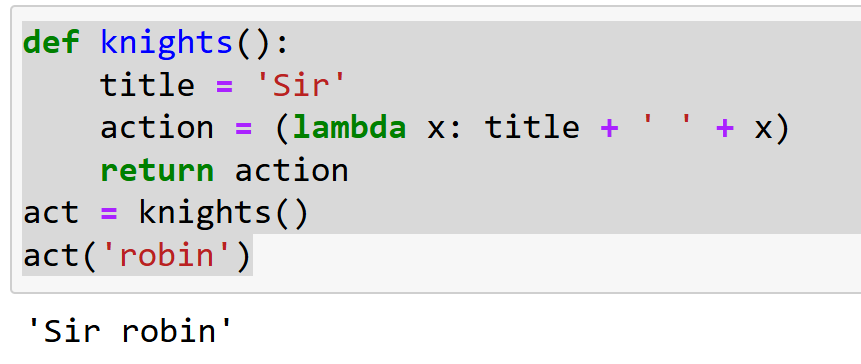 def knights():
    title = 'Sir'
    action = (lambda x: title + ' ' + x)
    return action
act = knights()
act('robin')
'Sir robin'